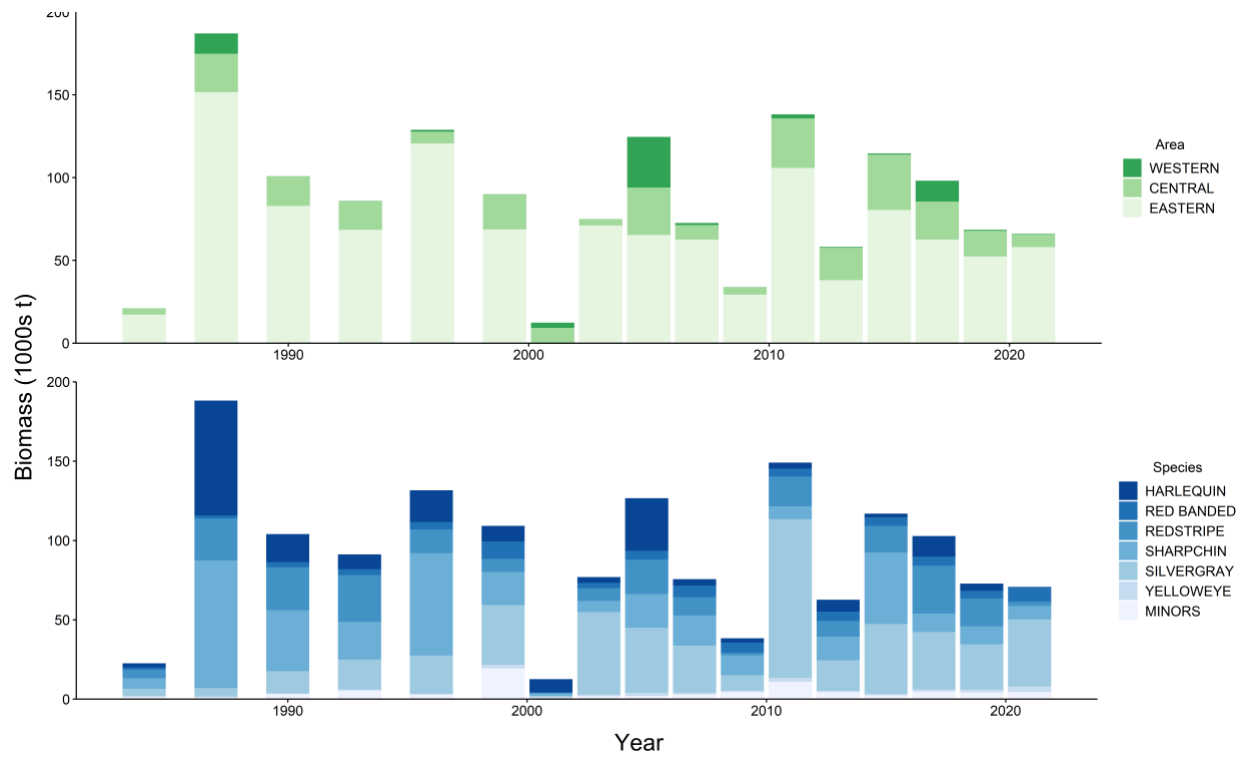 200
150
100
50
0
1990
2000
2010
2020
Area
WESTERN
CENTRAL
EASTERN
Biomass (1000s t)
200
150
100
50
0
1990
2000
2010
2020
Species
HARLEQUIN
RED BANDED
REDSTRIPE
SHARPCHIN
SILVERGRAY
YELLOWEYE
MINORS
Year